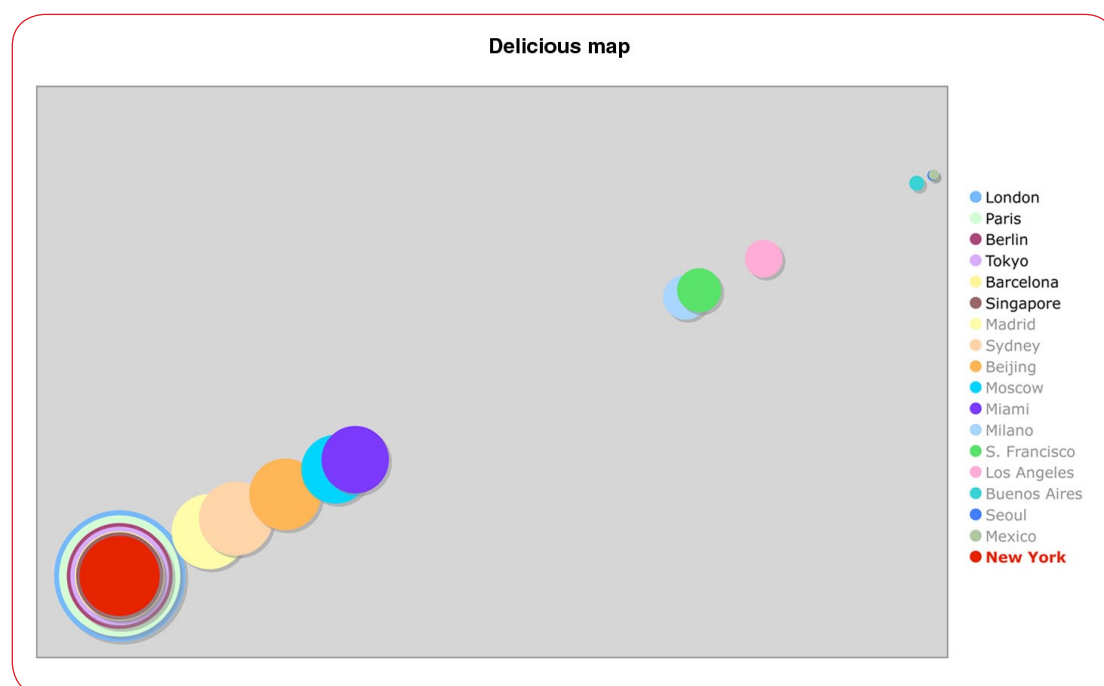 Delicious map
London
Paris
Berlin
Tokyo
Barcelona
Singapore
Madrid
Sydney
Beijing
Moscow
Miami
Milano
S. Francisco
Los Angeles
Buenos Aires
Seoul
Mexico
New York